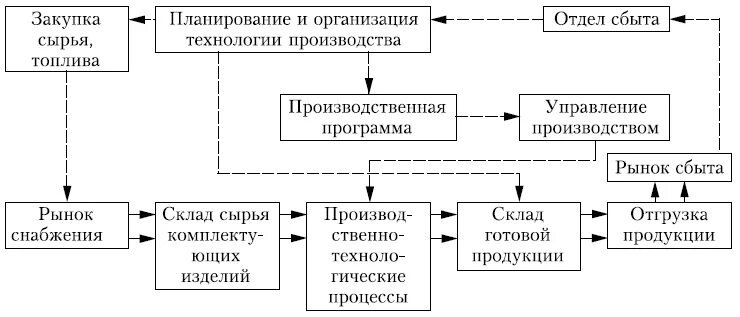 Закупка
сырья,
топлива
Планирование и организация
технологии производства
Отдел сбыта
Производственная
программа
Управление
производством
Рынок сбыта
Рынок
снабжения
Склад сырья
комплекту-
ющих
изделий
Производ-
ственно-
техноло-
гические
процессы
Склад
готовой
продукции
Отгрузка
продукции